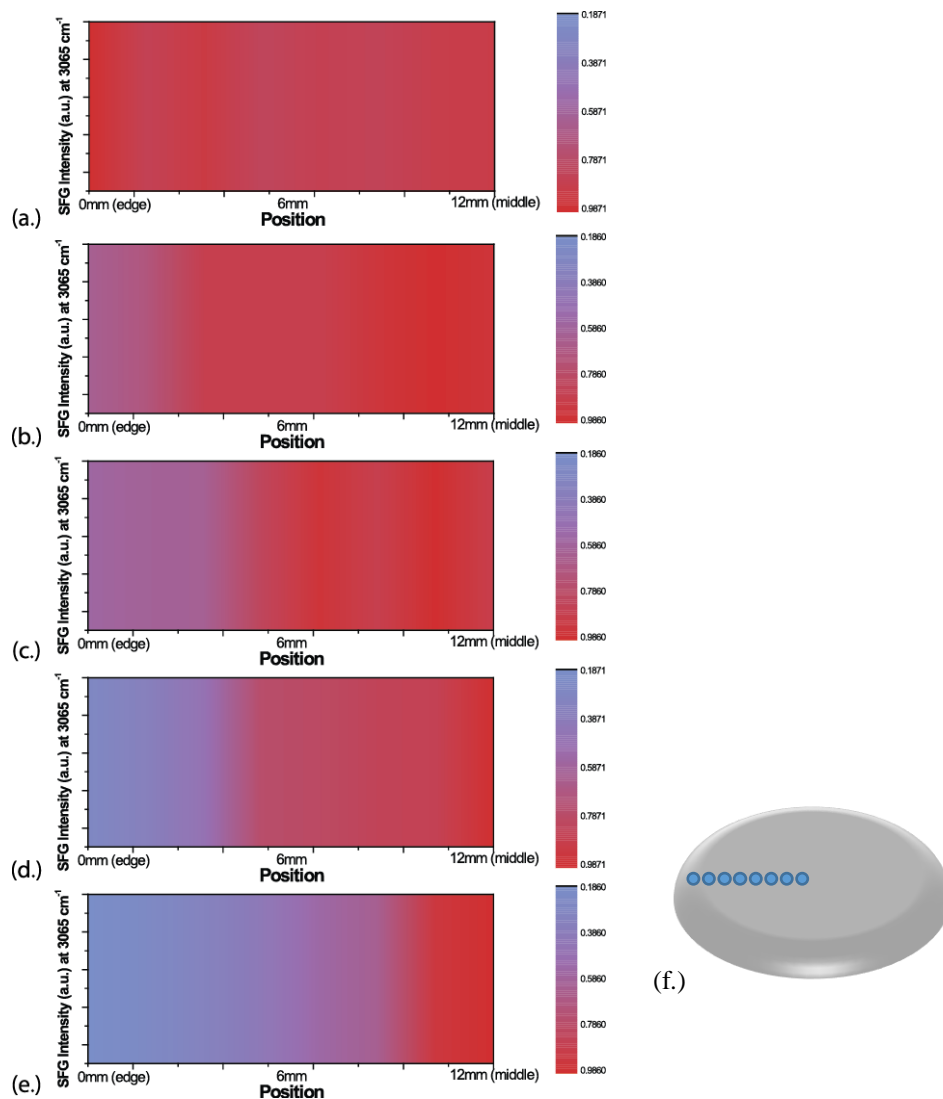 SFG Intensity (a.u.) at 3065 cm-1
0mm (edge)
6mm
12mm (middle)
Position
0.1871
0.3871
0.5871
0.7871
0.9871
(a.)
SFG Intensity (a.u.) at 3065 cm-1
0mm (edge)
6mm
12mm (middle)
Position
0.1860
0.3860
0.5860
0.7860
0.9860
(b.)
SFG Intensity (a.u.) at 3065 cm-1
0mm (edge)
6mm
12mm (middle)
Position
0.1860
0.3860
0.5860
0.7860
0.9860
(c.)
SFG Intensity (a.u.) at 3065 cm-1
0mm (edge)
6mm
12mm (middle)
Position
0.1871
0.3871
0.5871
0.7871
0.9871
(d.)
SFG Intensity (a.u.) at 3065 cm-1
0mm (edge)
6mm
12mm (middle)
Position
0.1860
0.3860
0.5860
0.7860
0.9860
(e.)
(f.)